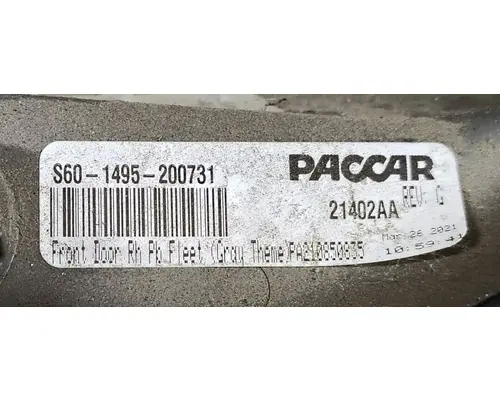 S60-1495-200731
PACCAR
21402AA REV: G
Front Door Rh Pb Fleet (Gray Theme)PA210850835
Mar 26 2021
10:59:41